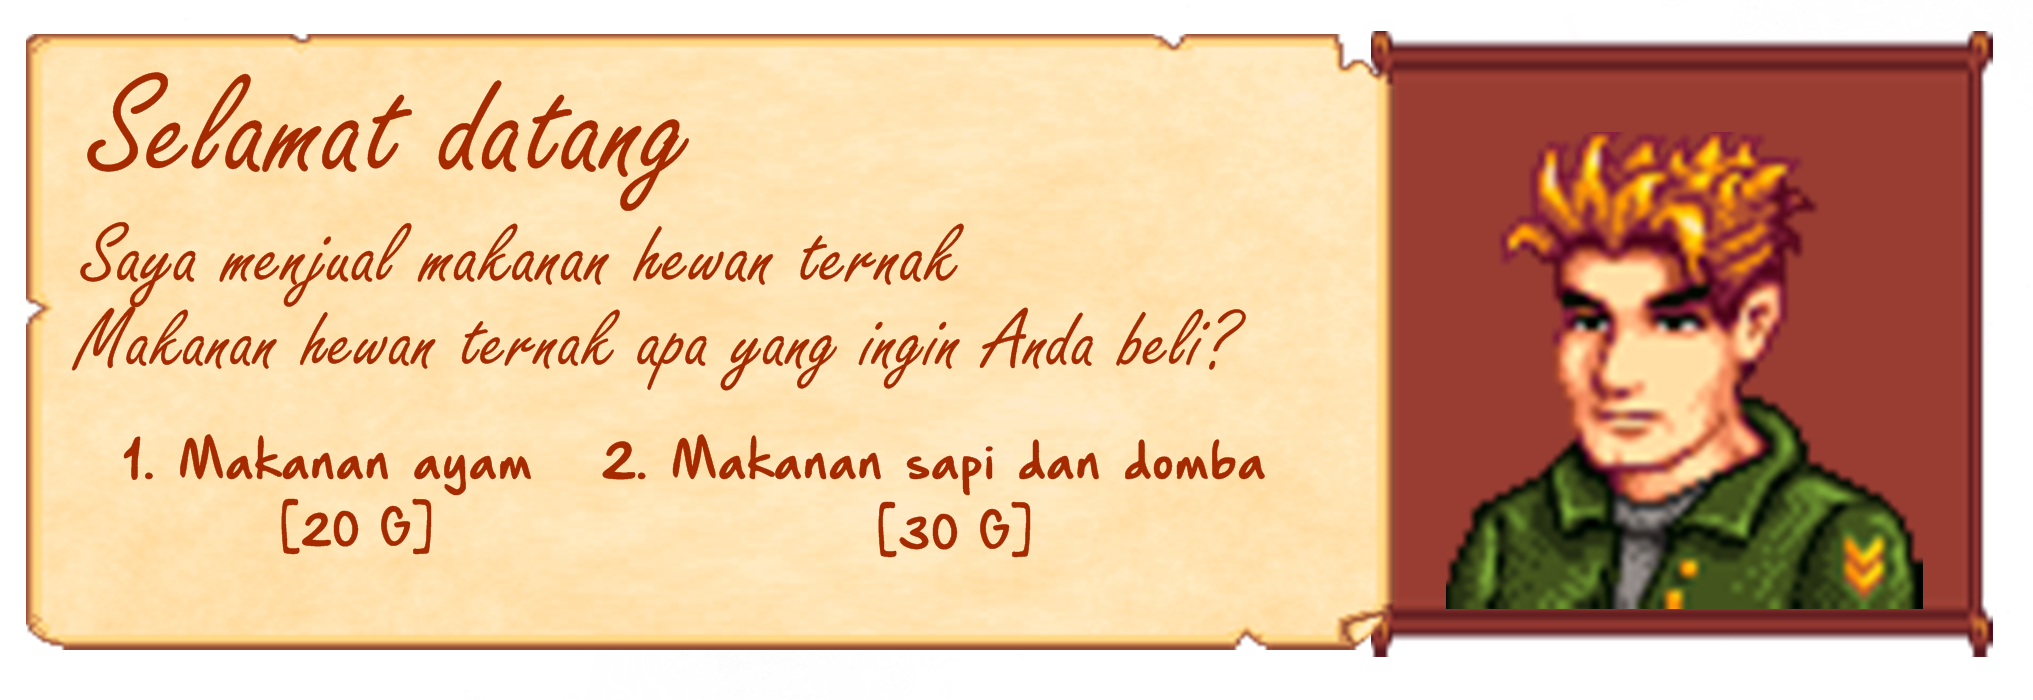 Selamat datang
Saya menjual makanan hewan ternak
Makanan hewan ternak apa yang ingin Anda beli?
1. Makanan ayam 2. Makanan sapi dan domba
[20 G] [30 G]